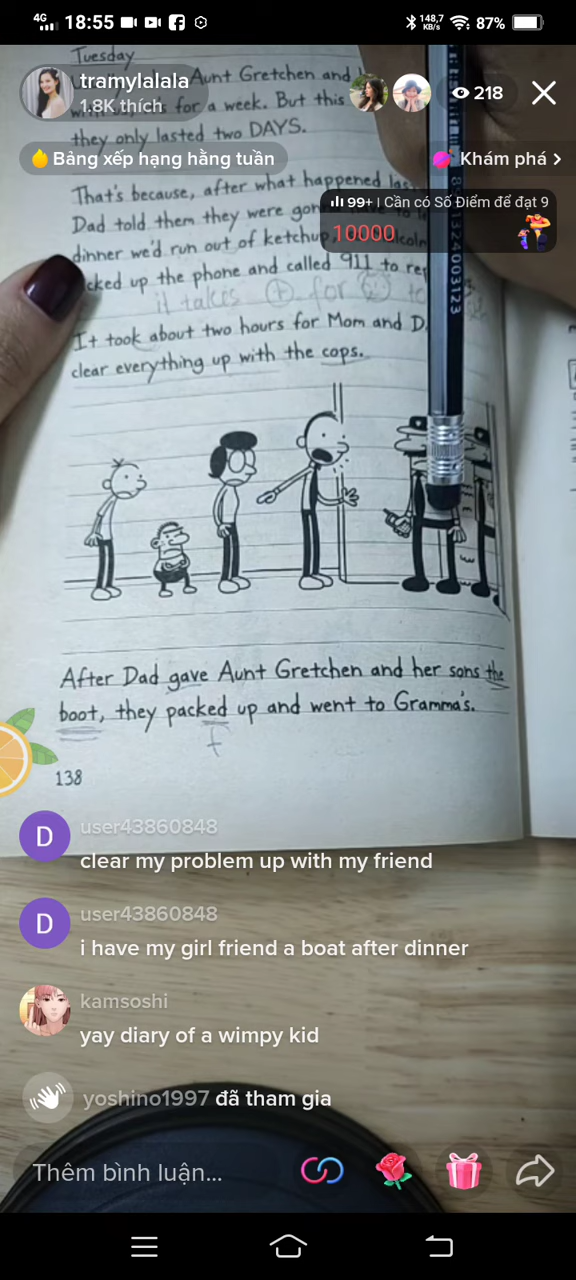 4G 18:55 148,7 KB/s 87%
Tuesday
tramylalala
1.8K thích
218
Aunt Gretchen and
for a week. But this
they only lasted two DAYS.
Bảng xếp hạng hằng tuần
Khám phá >
That's because, after what happened
99+ | Cần có Số Điểm để đạt 9
10000
Dad told them they were
dinner we'd run out of ketchup,
up the phone and called 911 to
1324003123
it takes for to
It took about two hours for Mom and D
clear everything up with the cops.
After Dad gave Aunt Gretchen and her sons the
boot, they packed up and went to Gramma's.
t
138
D
user43860848
clear my problem up with my friend
D
user43860848
i have my girl friend a boat after dinner
kamsoshi
yay diary of a wimpy kid
yoshino1997 đã tham gia
Thêm bình luận...